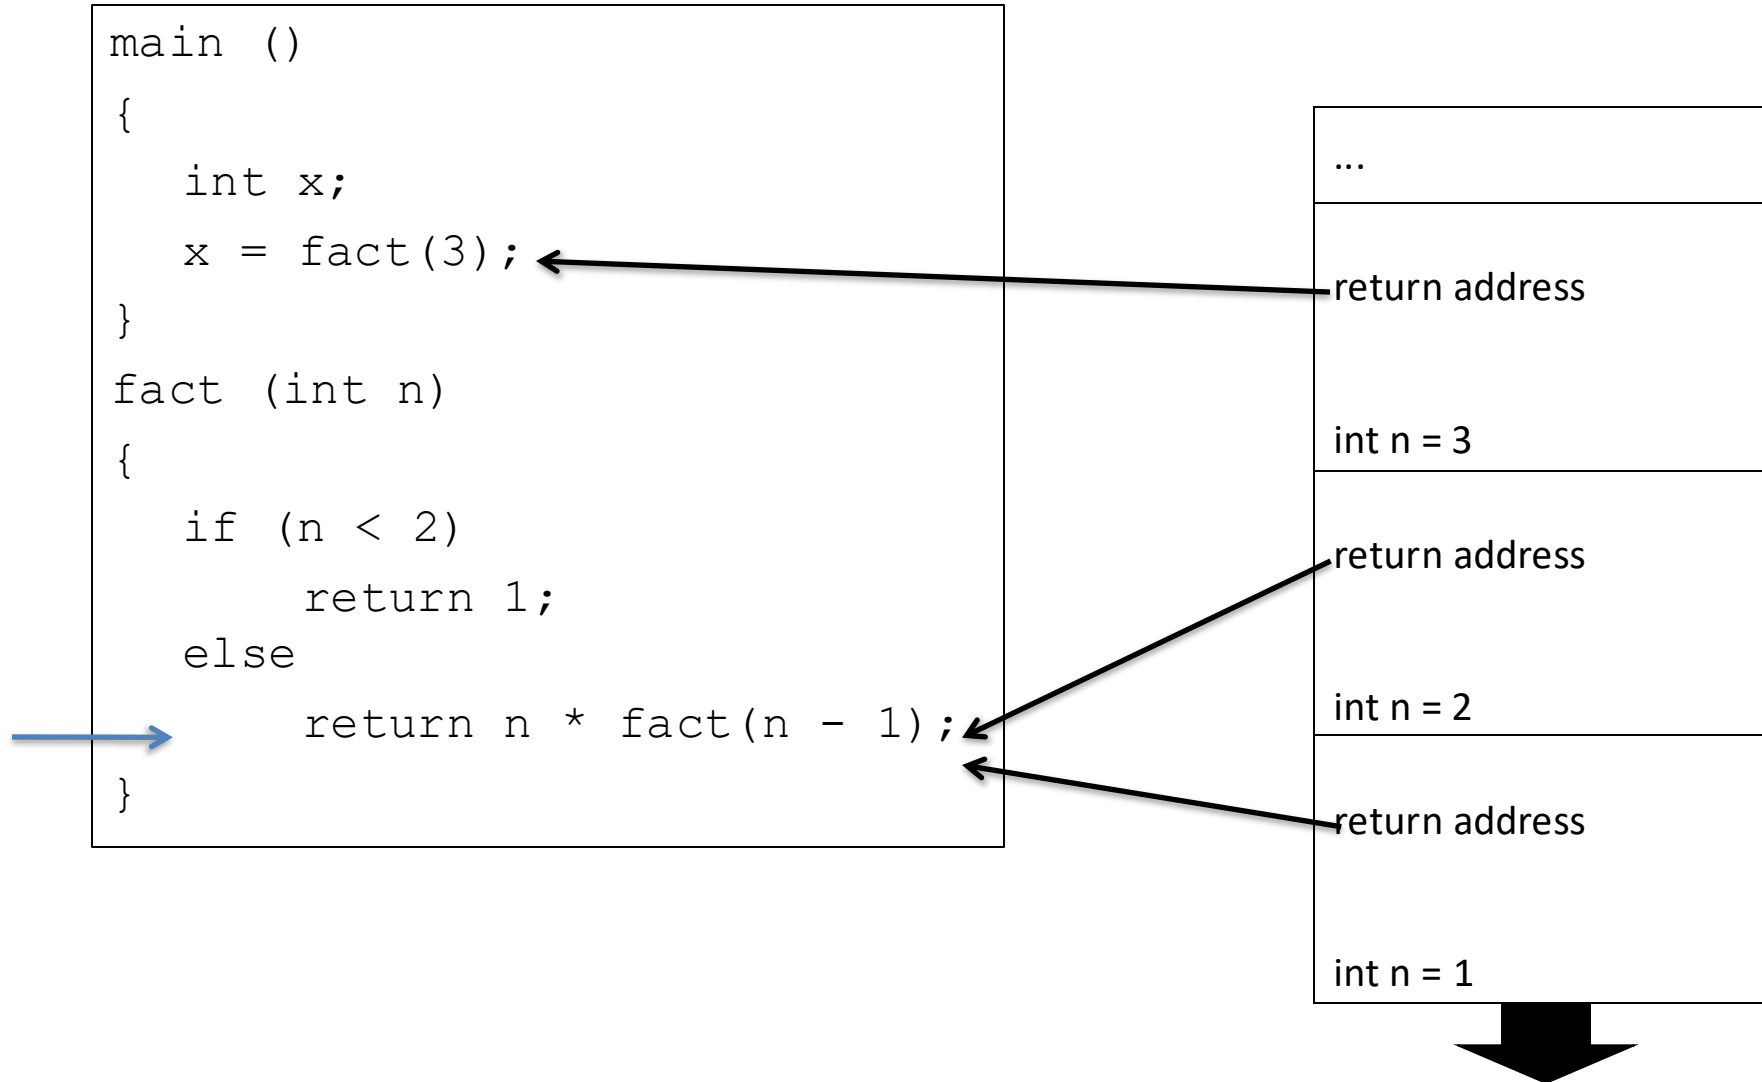 main ()
{
int x;
x = fact(3);
}
fact (int n)
{
if (n < 2)
return 1;
else
return n * fact(n - 1);
}
...
return address
int n = 3
return address
int n = 2
return address
int n = 1